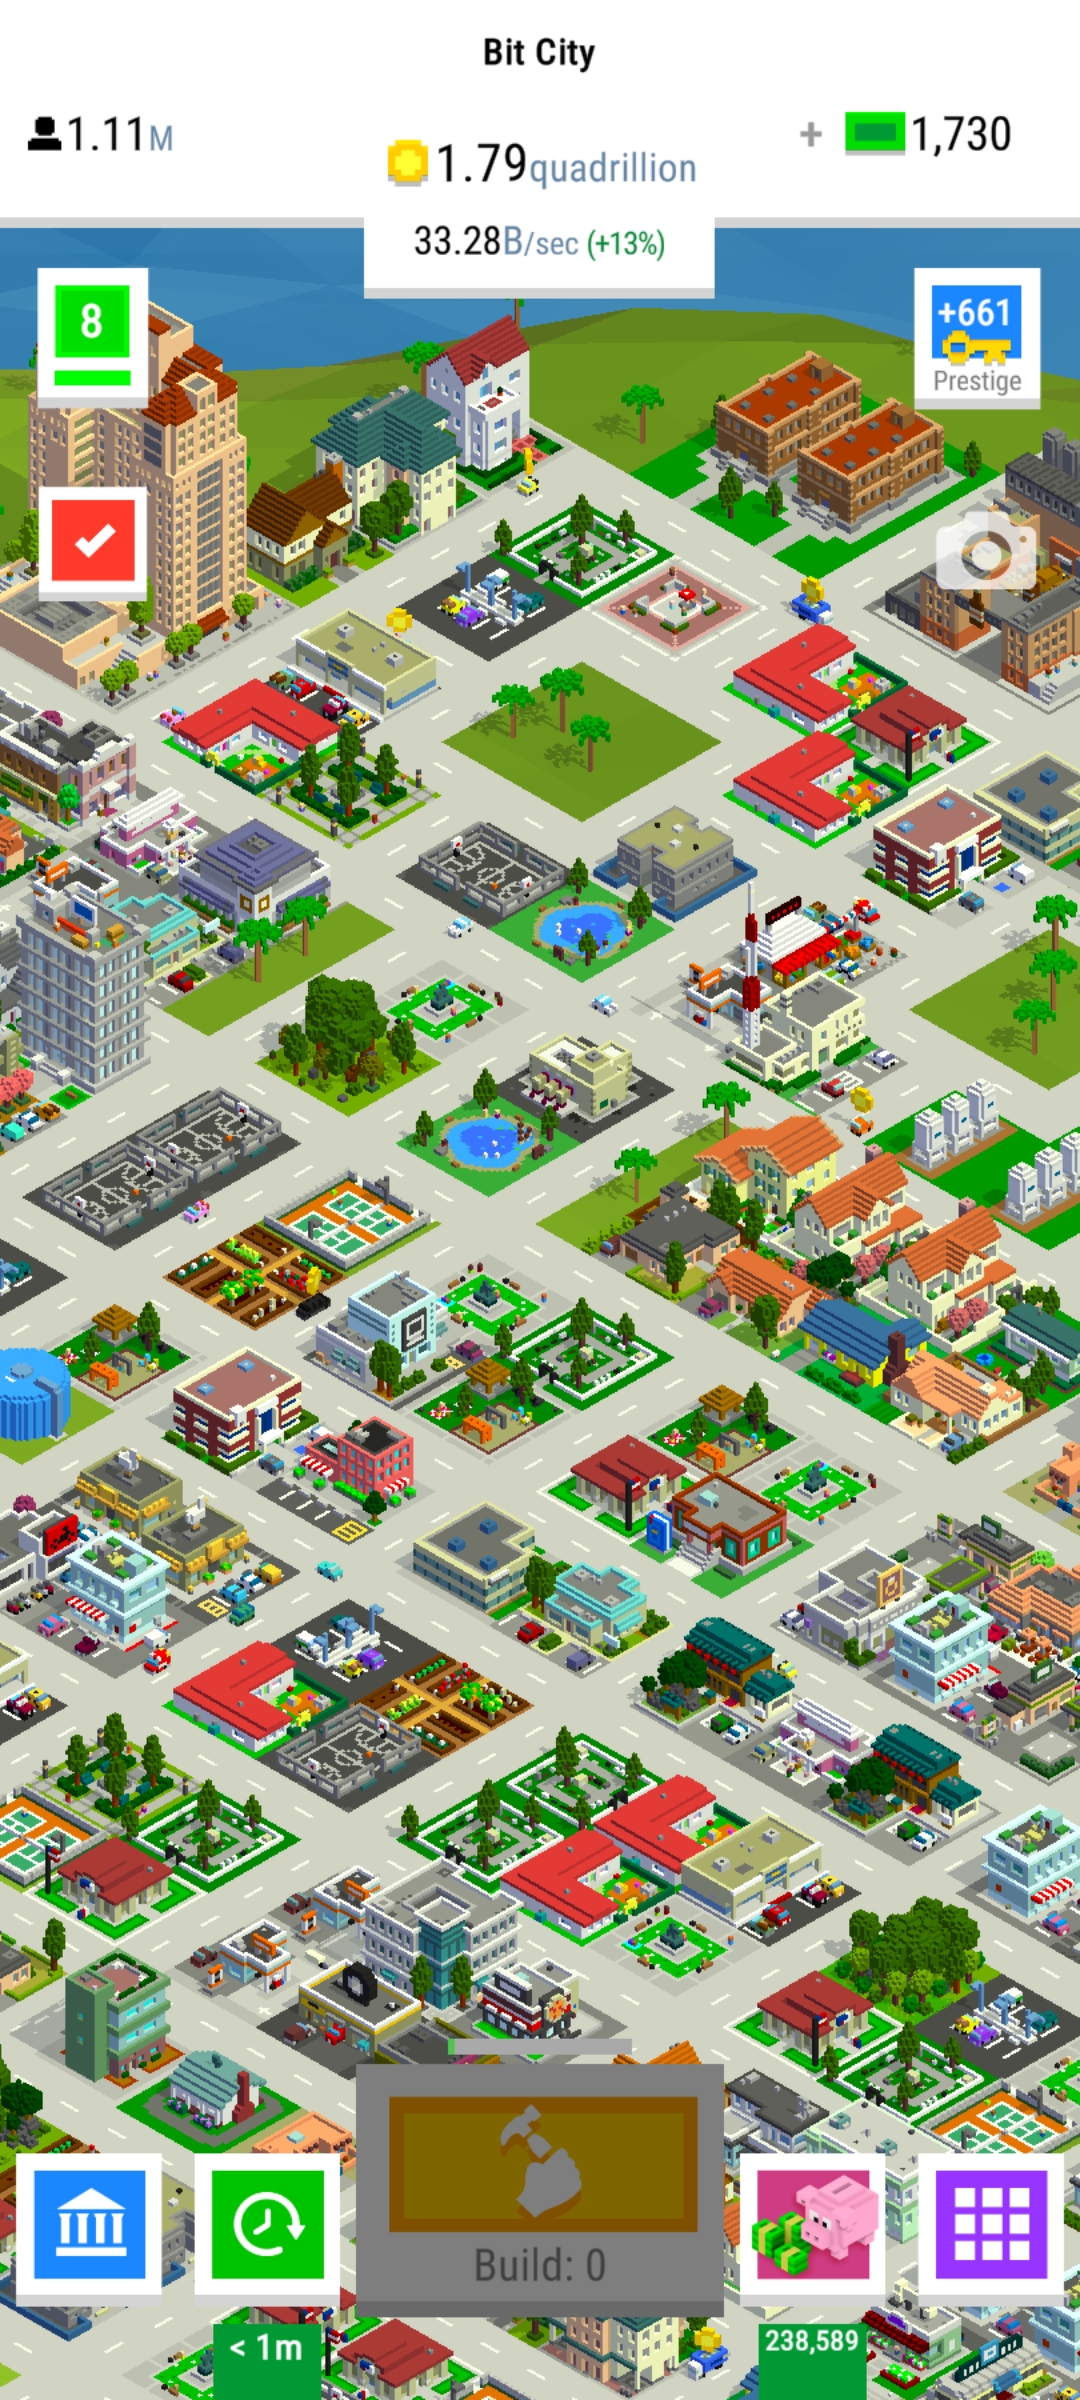 Bit City
1.11M
1.79quadrillion
+ 1,730
33.28B/sec (+13%)
8
+661
Prestige
Build: 0
< 1m
238,589